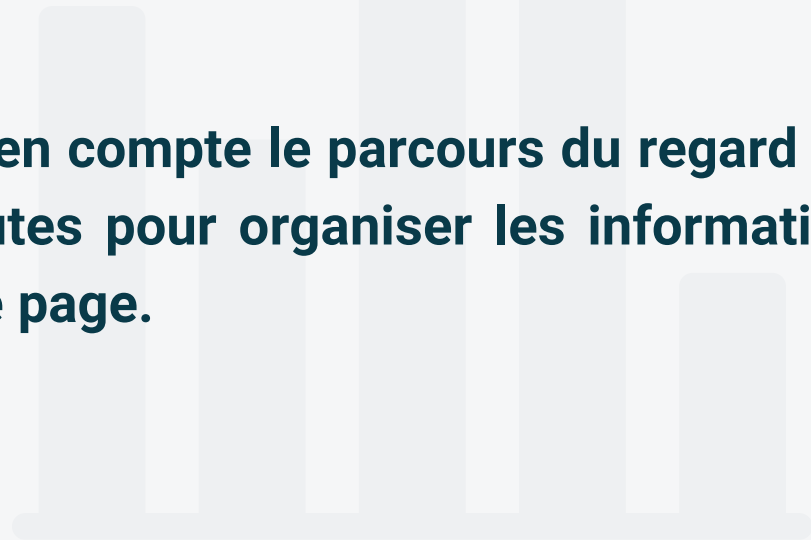 en compte le parcours du regard
utes pour organiser les informati
page.